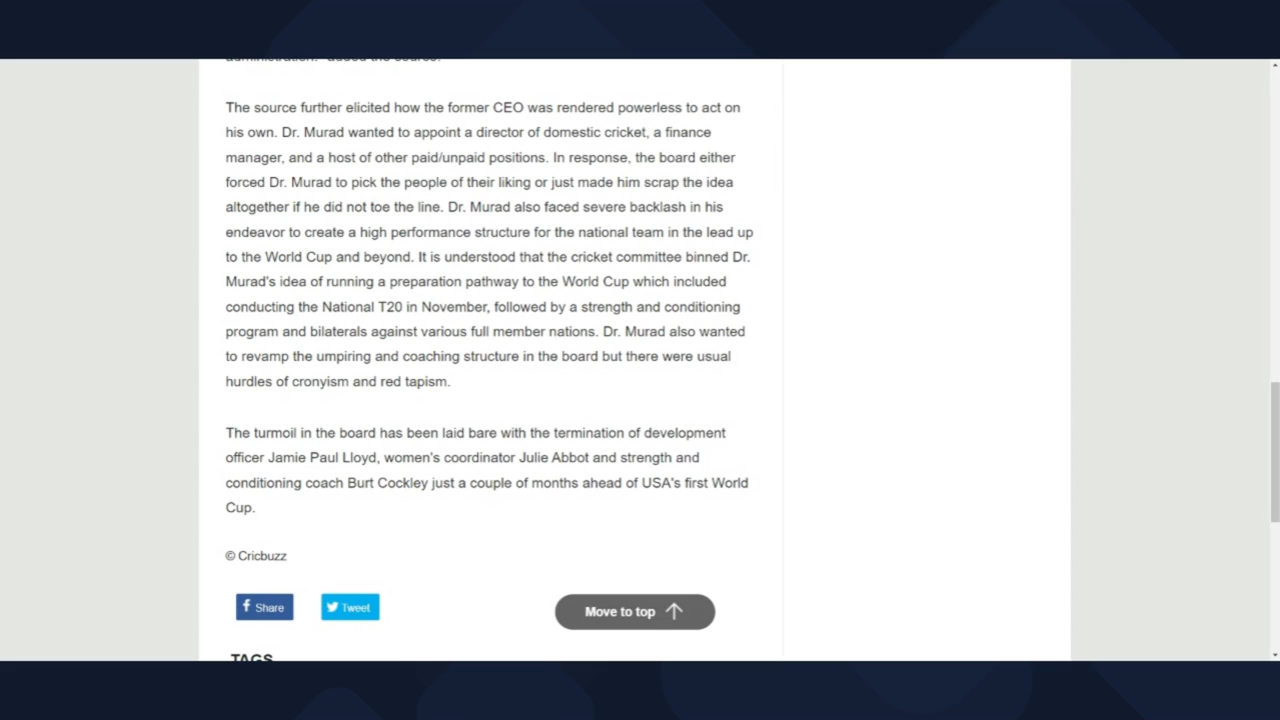 administration." added the source.
The source further elicited how the former CEO was rendered powerless to act on
his own. Dr. Murad wanted to appoint a director of domestic cricket, a finance
manager, and a host of other paid/unpaid positions. In response, the board either
forced Dr. Murad to pick the people of their liking or just made him scrap the idea
altogether if he did not toe the line. Dr. Murad also faced severe backlash in his
endeavor to create a high performance structure for the national team in the lead up
to the World Cup and beyond. It is understood that the cricket committee binned Dr.
Murad's idea of running a preparation pathway to the World Cup which included
conducting the National T20 in November, followed by a strength and conditioning
program and bilaterals against various full member nations. Dr. Murad also wanted
to revamp the umpiring and coaching structure in the board but there were usual
hurdles of cronyism and red tapism.
The turmoil in the board has been laid bare with the termination of development
officer Jamie Paul Lloyd, women's coordinator Julie Abbot and strength and
conditioning coach Burt Cockley just a couple of months ahead of USA's first World
Cup.
© Cricbuzz
Share
Tweet
Move to top
TAGS